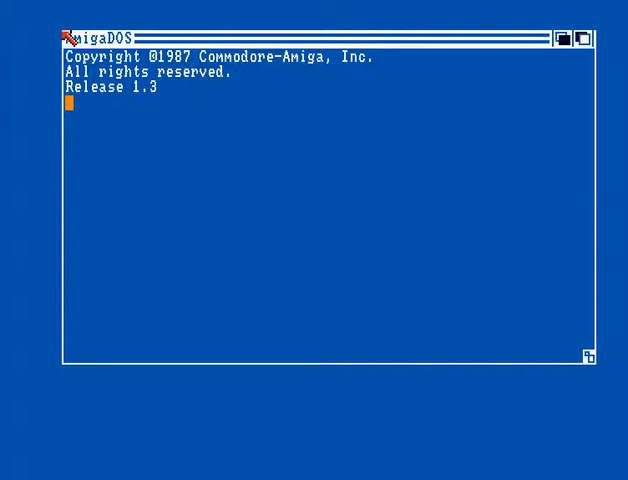 AmigaDOS
Copyright ©1987 Commodore-Amiga, Inc.
All rights reserved.
Release 1.3